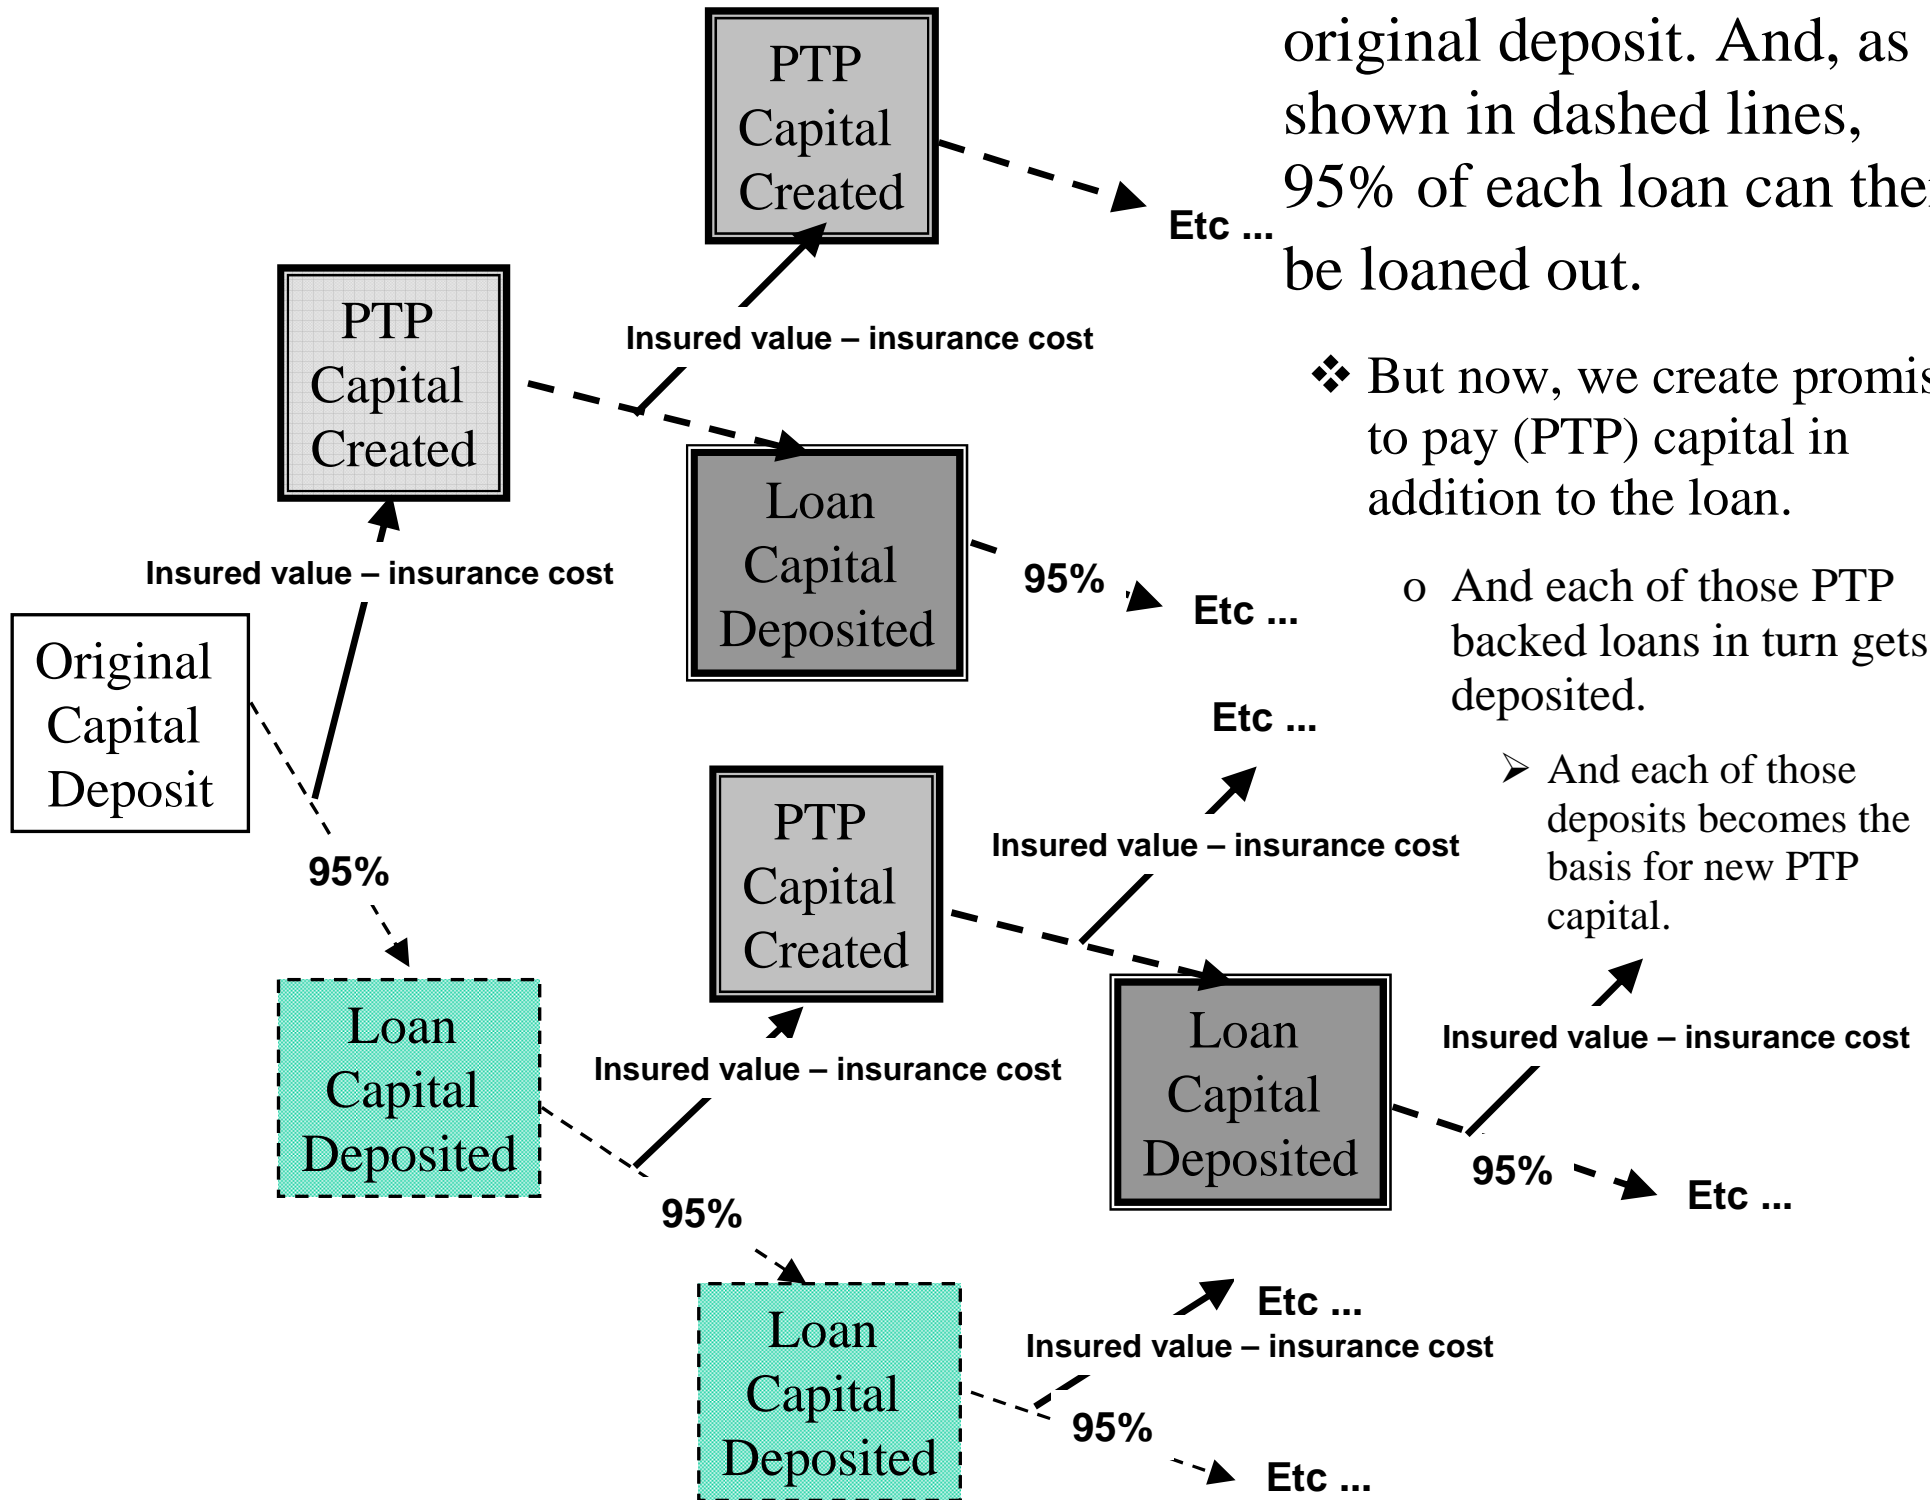 PTP
Capital
Created
original deposit. And, as
shown in dashed lines,
95% of each loan can
be loaned out.
Etc ...
PTP
Capital
Created
Insured value – insurance cost
❖ But now, we create
to pay (PTP) capital in
addition to the loan.
Loan
Capital
Deposited
95%
Etc ...
Insured value – insurance cost
o And each of those PTP
backed loans in turn gets
deposited.
Original
Capital
Deposit
Etc ...
➢ And each of those
deposits becomes the
basis for new PTP
capital.
PTP
Capital
Created
Insured value – insurance cost
95%
Loan
Capital
Deposited
Insured value – insurance cost
Loan
Capital
Deposited
Insured value – insurance cost
95%
Etc ...
95%
Loan
Capital
Deposited
Etc ...
Insured value – insurance cost
95%
Etc ...